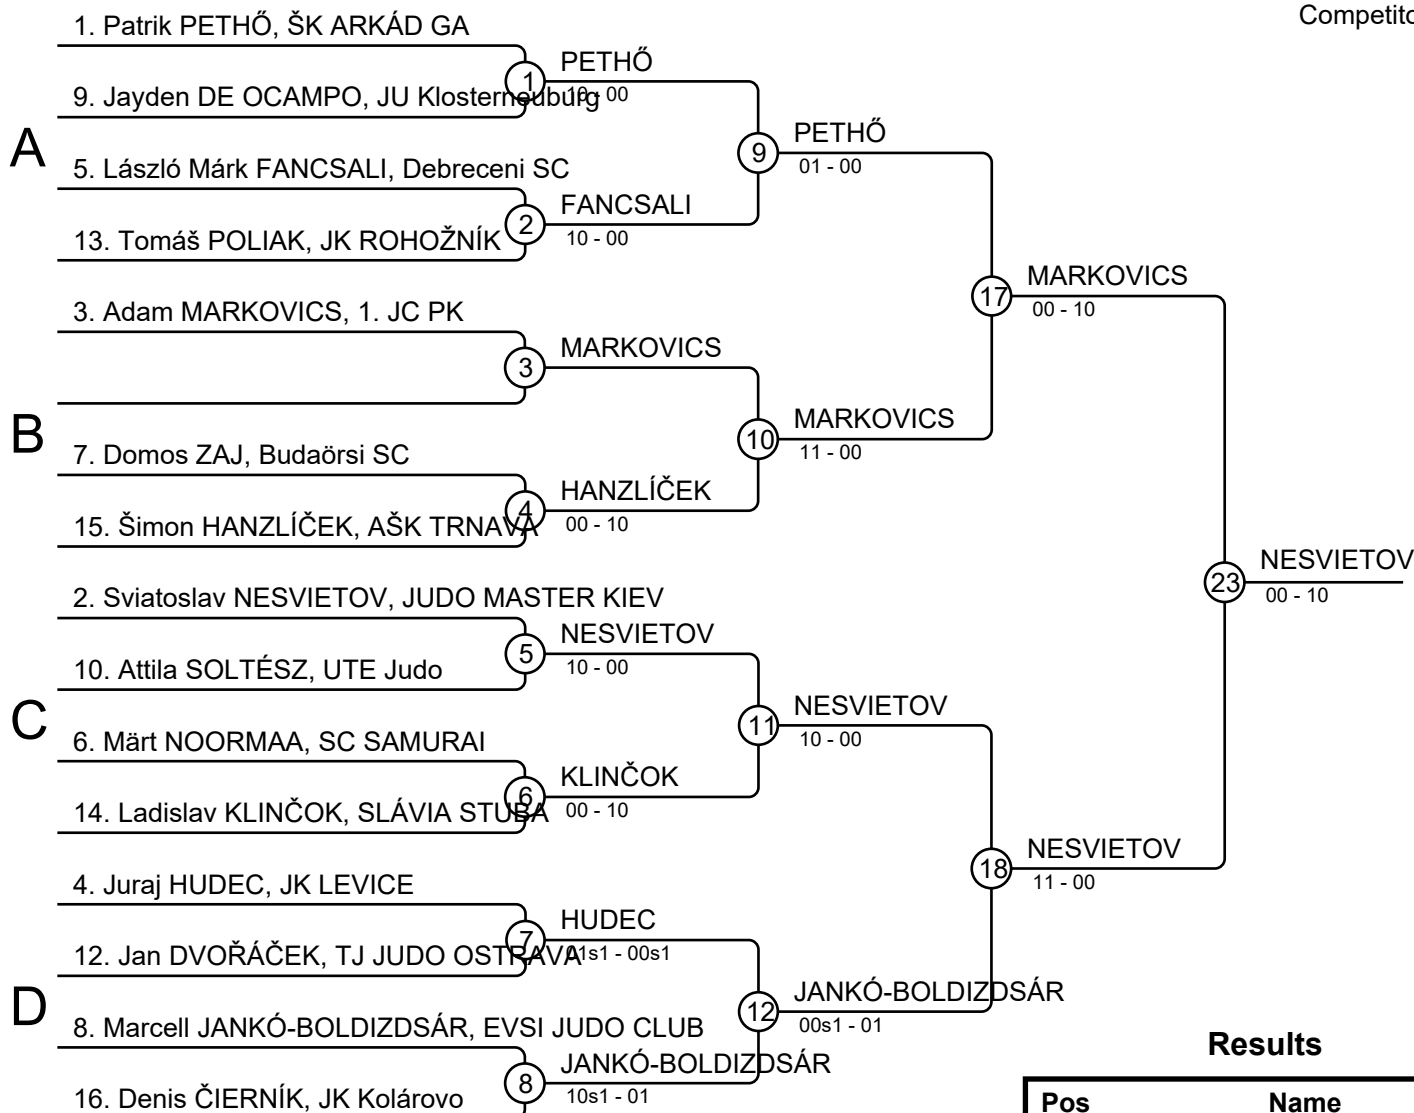 Competito
1. Patrik PETHŐ, ŠK ARKÁD GA
1
PETHŐ
10 - 00
9. Jayden DE OCAMPO, JU Klosterneuburg
A
9
PETHŐ
01 - 00
5. László Márk FANCSALI, Debreceni SC
2
FANCSALI
10 - 00
13. Tomáš POLIAK, JK ROHOŽNÍK
17
MARKOVICS
00 - 10
3. Adam MARKOVICS, 1. JC PK
3
MARKOVICS
B
10
MARKOVICS
11 - 00
7. Domos ZAJ, Budaörsi SC
4
HANZLÍČEK
00 - 10
15. Šimon HANZLÍČEK, AŠK TRNAVA
23
NESVIETOV
00 - 10
2. Sviatoslav NESVIETOV, JUDO MASTER KIEV
5
NESVIETOV
10 - 00
10. Attila SOLTÉSZ, UTE Judo
C
11
NESVIETOV
10 - 00
6. Märt NOORMAA, SC SAMURAI
6
KLINČOK
00 - 10
14. Ladislav KLINČOK, SLÁVIA STUBA
18
NESVIETOV
11 - 00
4. Juraj HUDEC, JK LEVICE
7
HUDEC
01s1 - 00s1
12. Jan DVOŘÁČEK, TJ JUDO OSTRAVA
D
12
JANKÓ-BOLDIZDSÁR
00s1 - 01
8. Marcell JANKÓ-BOLDIZDSÁR, EVSI JUDO CLUB
8
JANKÓ-BOLDIZDSÁR
10s1 - 01
16. Denis ČIERNÍK, JK Kolárovo
Results
Pos Name